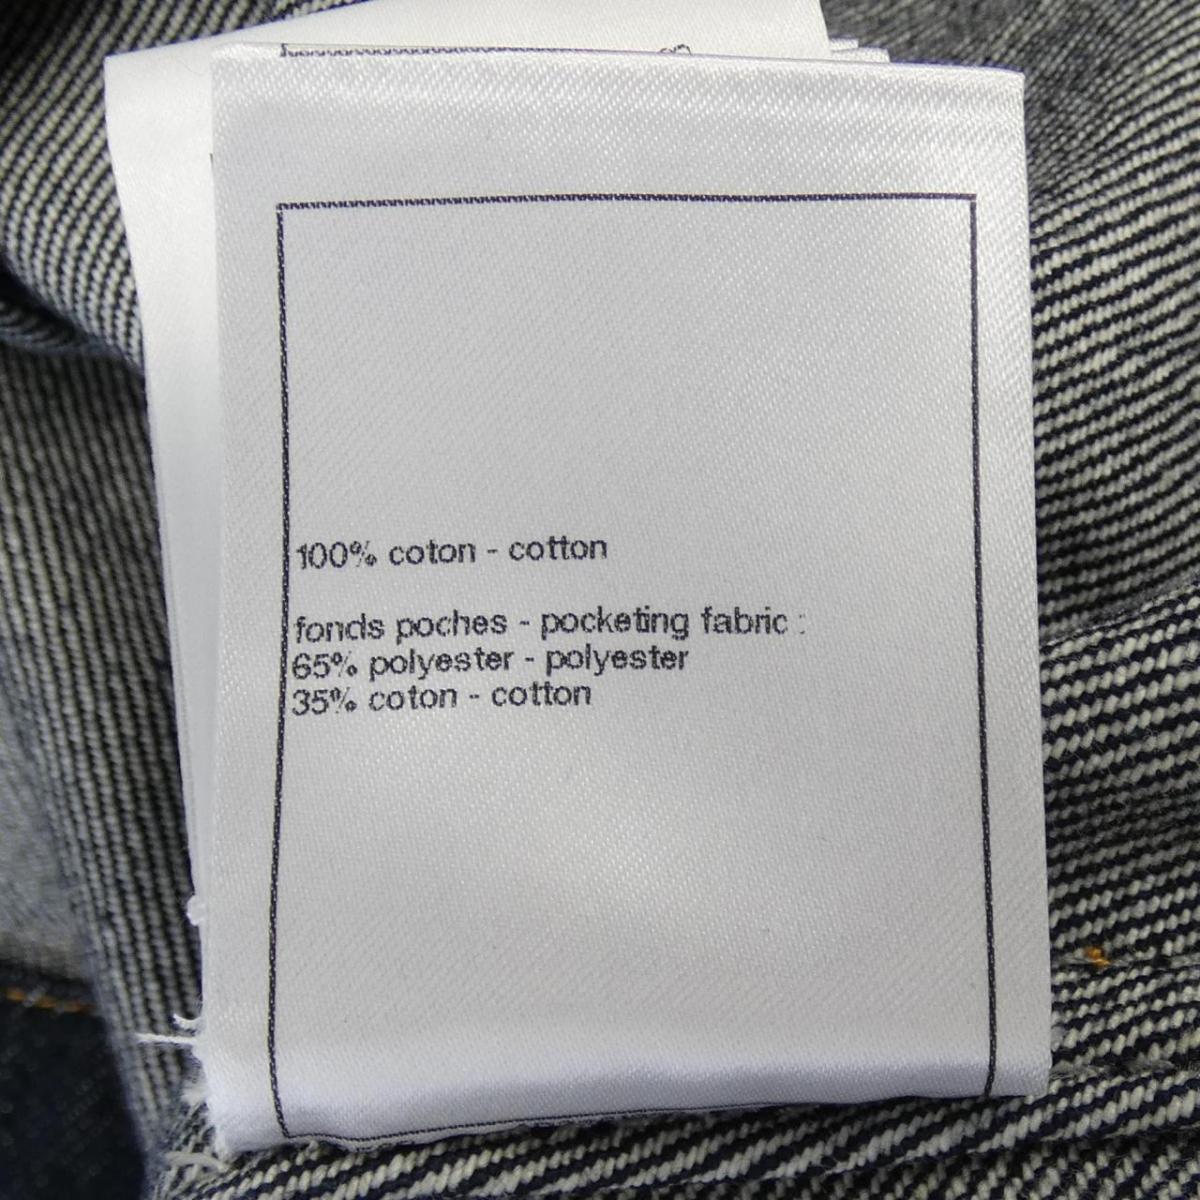 100% coton - cotton
fonds poches - pocketing fabric :
65% polyester - polyester
35% coton - cotton